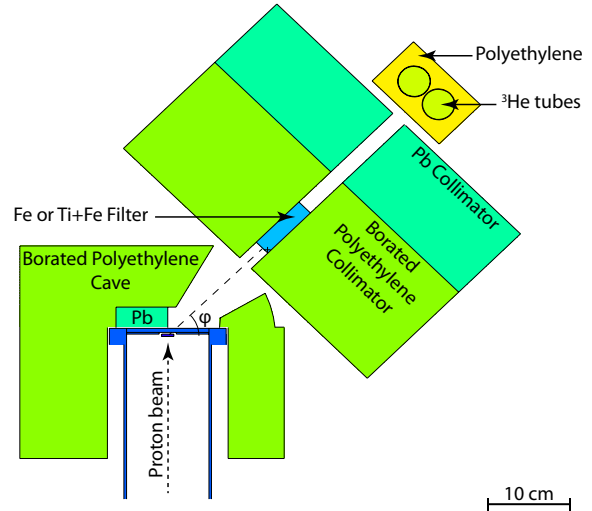 Polyethylene
³He tubes
Pb Collimator
Fe or Ti+Fe Filter
Borated
Polyethylene
Collimator
Borated Polyethylene
Cave
Pb
φ
Proton beam
10 cm